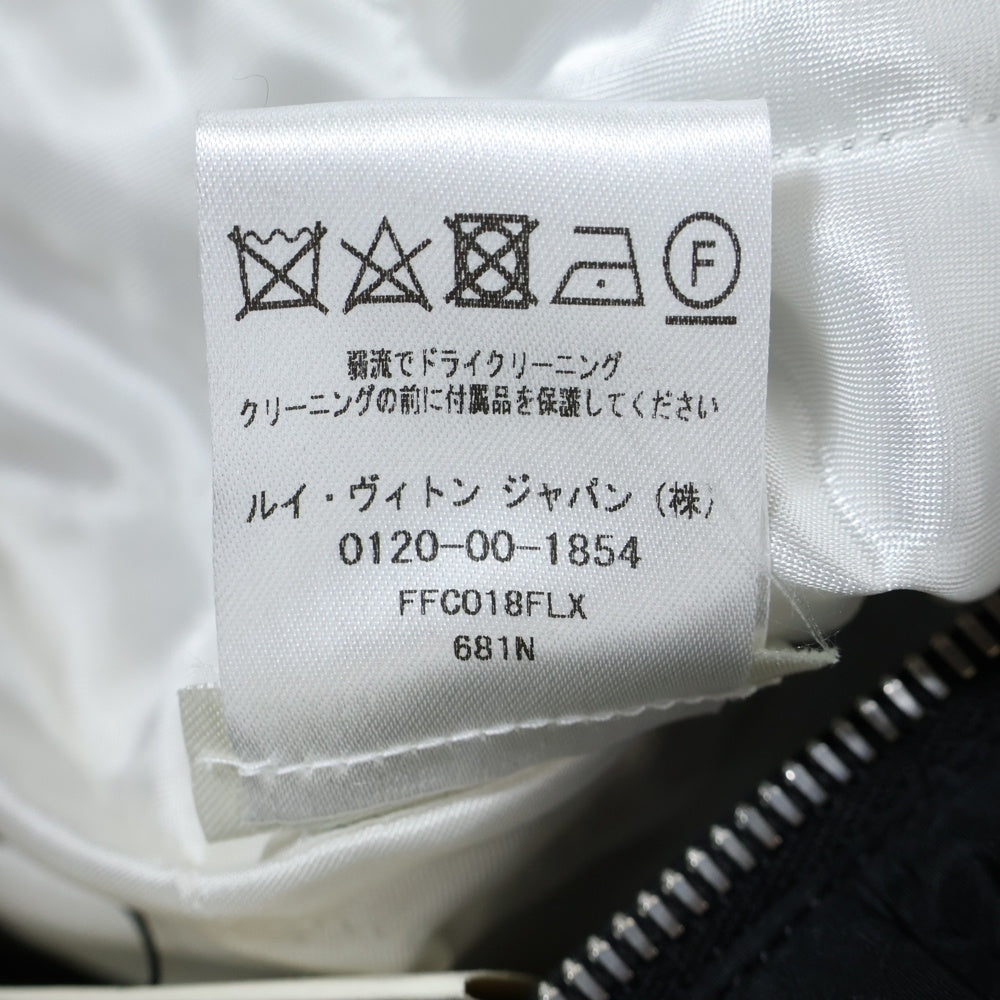 F
弱流でドライクリーニング
クリーニングの前に付属品を保護してください
ルイ・ヴィトン ジャパン (株)
0120-00-1854
FFC018FLX
681N